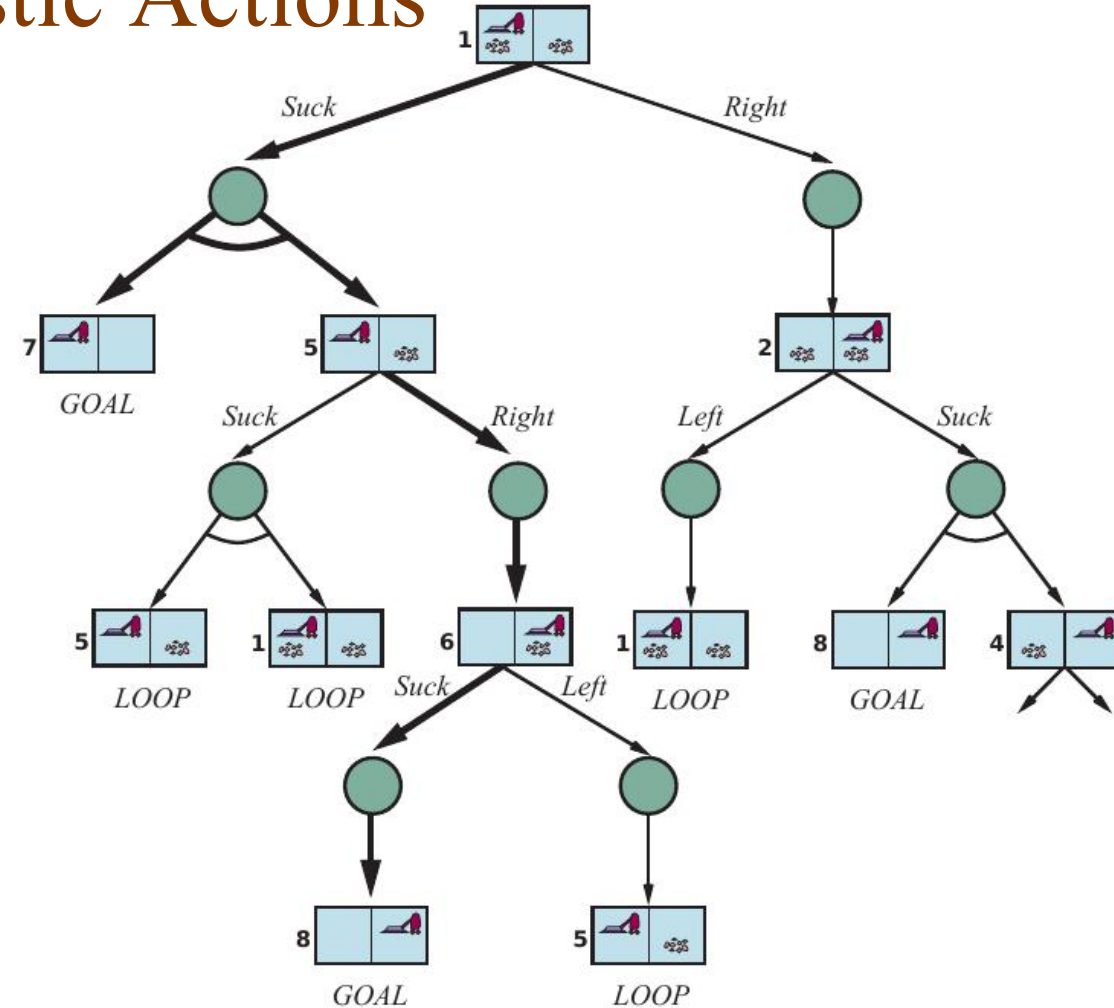 stic Actions
1
Suck Right
7 5 2
GOAL
Suck Right Left Suck
5 1 6 1 8 4
LOOP LOOP Suck Left LOOP GOAL
8 5
GOAL LOOP